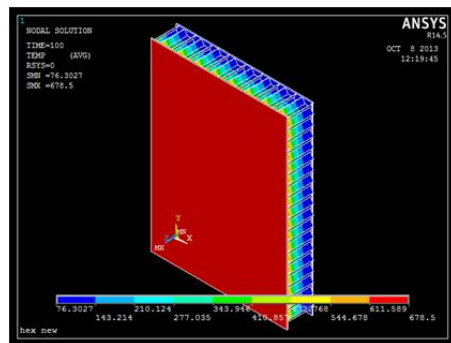 1
NODAL SOLUTION
TIME=100
TEMP (AVG)
RSYS=0
SMN =76.3027
SMX =678.5
ANSYS
R14.5
OCT 8 2013
12:19:45
Y
MN
X
Z
MX
76.3027 210.124 343.946 611.589
143.214 277.035 544.678 678.5
hex new